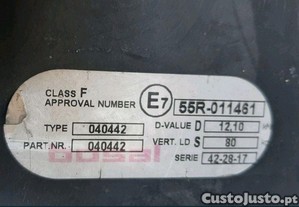 CLASS F
APPROVAL NUMBER E7 55R-011461
TYPE 040442 D-VALUE D 12,10
PART.NR. 040442 VERT. LD S 80
bosal SERIE 42-28-17
CustoJusto.pt